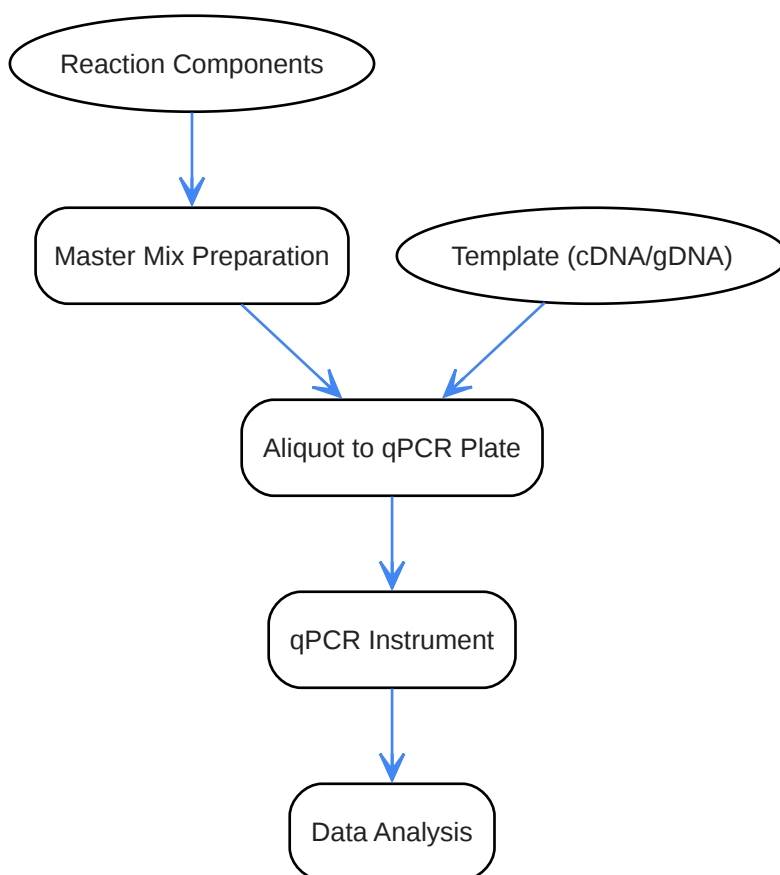 Reaction Components
Master Mix Preparation
Template (cDNA/gDNA)
Aliquot to qPCR Plate
qPCR Instrument
Data Analysis